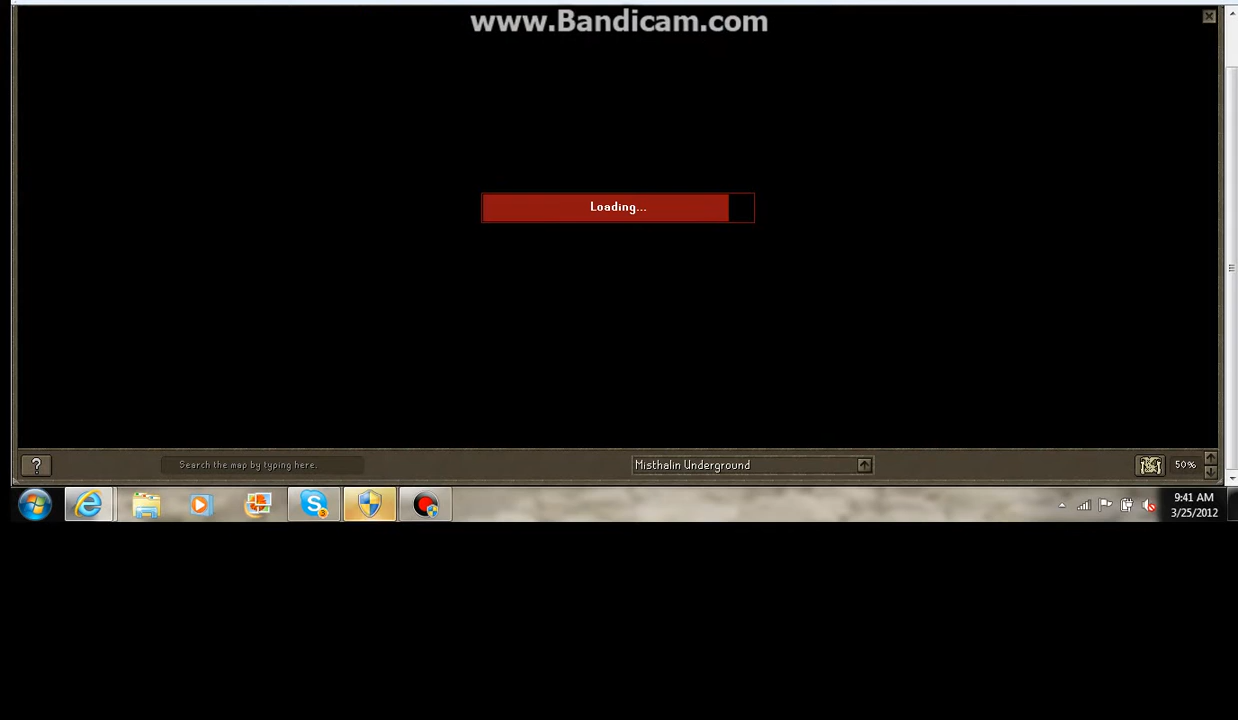 www.Bandicam.com
Loading...
Search the map by typing here.
Misthalin Underground
50%
?
3
9:41 AM
3/25/2012